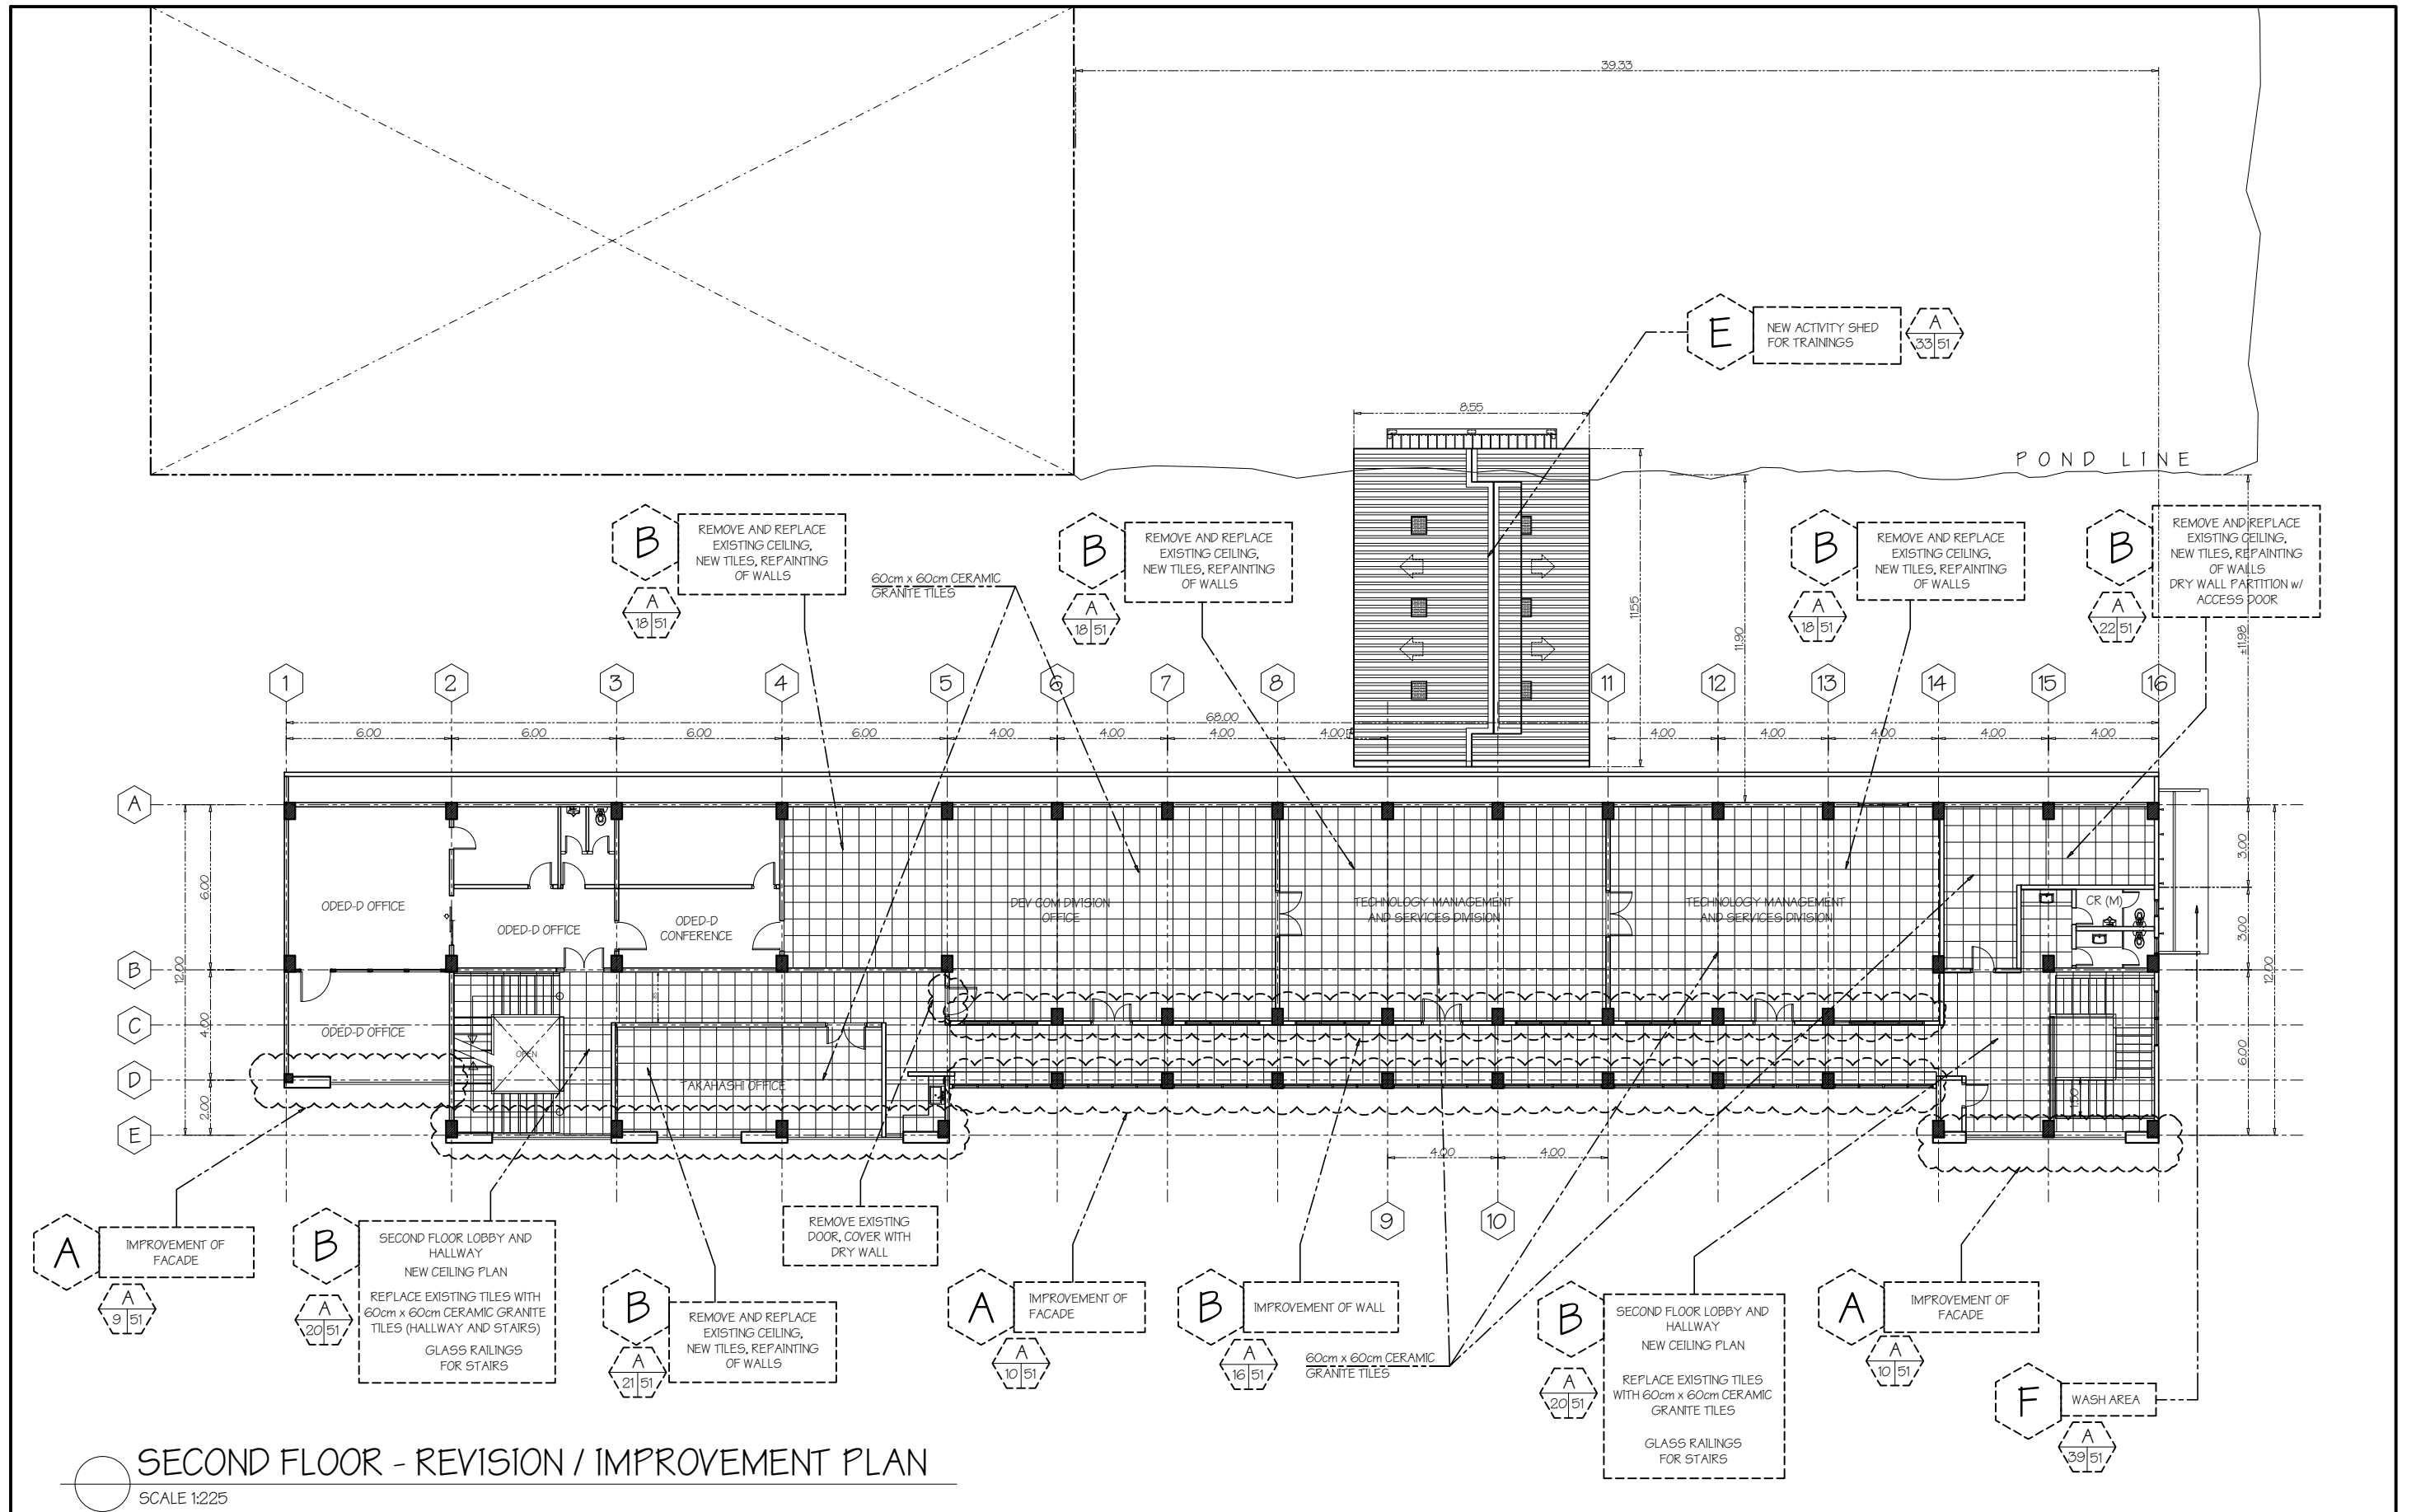 39.33
E
NEW ACTIVITY SHED
FOR TRAININGS
A
33 51
8.55
POND LINE
B
REMOVE AND REPLACE
EXISTING CEILING,
NEW TILES, REPAINTING
OF WALLS
A
18 51
60cm x 60cm CERAMIC
GRANITE TILES
B
REMOVE AND REPLACE
EXISTING CEILING,
NEW TILES, REPAINTING
OF WALLS
A
18 51
11.55
11.90
B
REMOVE AND REPLACE
EXISTING CEILING,
NEW TILES, REPAINTING
OF WALLS
A
18 51
B
REMOVE AND REPLACE
EXISTING CEILING,
NEW TILES, REPAINTING
OF WALLS
DRY WALL PARTITION w/
ACCESS DOOR
A
22 51
±11.98
1 2 3 4 5 6 7 8 11 12 13 14 15 16
68.00
6.00 6.00 6.00 6.00 4.00 4.00 4.00 4.00 4.00 4.00 4.00 4.00 4.00
A
B
C
D
E
12.00
6.00
4.00
2.00
ODED-D OFFICE
ODED-D OFFICE
ODED-D
CONFERENCE
DEV COM DIVISION
OFFICE
TECHNOLOGY MANAGEMENT
AND SERVICES DIVISION
TECHNOLOGY MANAGEMENT
AND SERVICES DIVISION
CR (M)
3.00
3.00
6.00
12.00
ODED-D OFFICE
OPEN
TAKAHASHI OFFICE
1.50
4.00 4.00
9 10
A
IMPROVEMENT OF
FACADE
A
9 51
B
SECOND FLOOR LOBBY AND
HALLWAY
NEW CEILING PLAN
REPLACE EXISTING TILES WITH
60cm x 60cm CERAMIC GRANITE
TILES (HALLWAY AND STAIRS)
GLASS RAILINGS
FOR STAIRS
A
20 51
B
REMOVE AND REPLACE
EXISTING CEILING,
NEW TILES, REPAINTING
OF WALLS
A
21 51
REMOVE EXISTING
DOOR, COVER WITH
DRY WALL
A
IMPROVEMENT OF
FACADE
A
10 51
B
IMPROVEMENT OF WALL
A
16 51
60cm x 60cm CERAMIC
GRANITE TILES
B
SECOND FLOOR LOBBY AND
HALLWAY
NEW CEILING PLAN
REPLACE EXISTING TILES
WITH 60cm x 60cm CERAMIC
GRANITE TILES
GLASS RAILINGS
FOR STAIRS
A
20 51
A
IMPROVEMENT OF
FACADE
A
10 51
F
WASH AREA
A
39 51
SECOND FLOOR - REVISION / IMPROVEMENT PLAN
SCALE 1:225